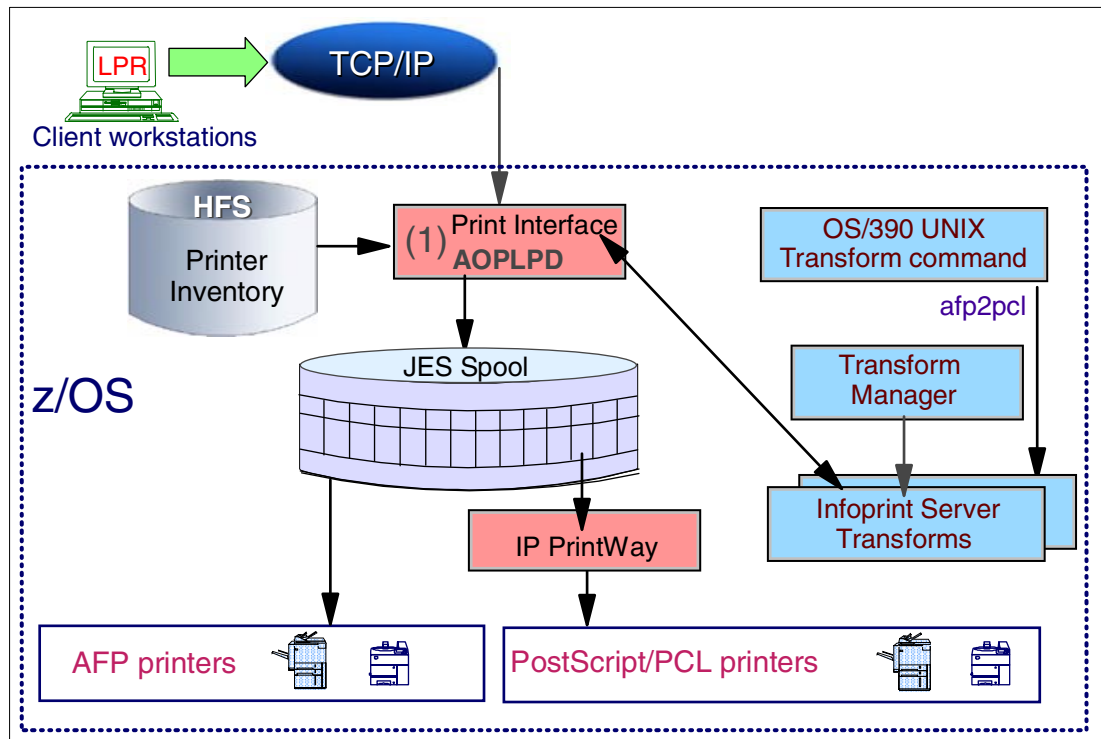 LPR
TCP/IP
Client workstations
HFS
Printer
Inventory
(1) Print Interface
AOPLPD
OS/390 UNIX
Transform command
afp2pcl
JES Spool
Transform
Manager
z/OS
Infoprint Server
Transforms
IP PrintWay
AFP printers
PostScript/PCL printers